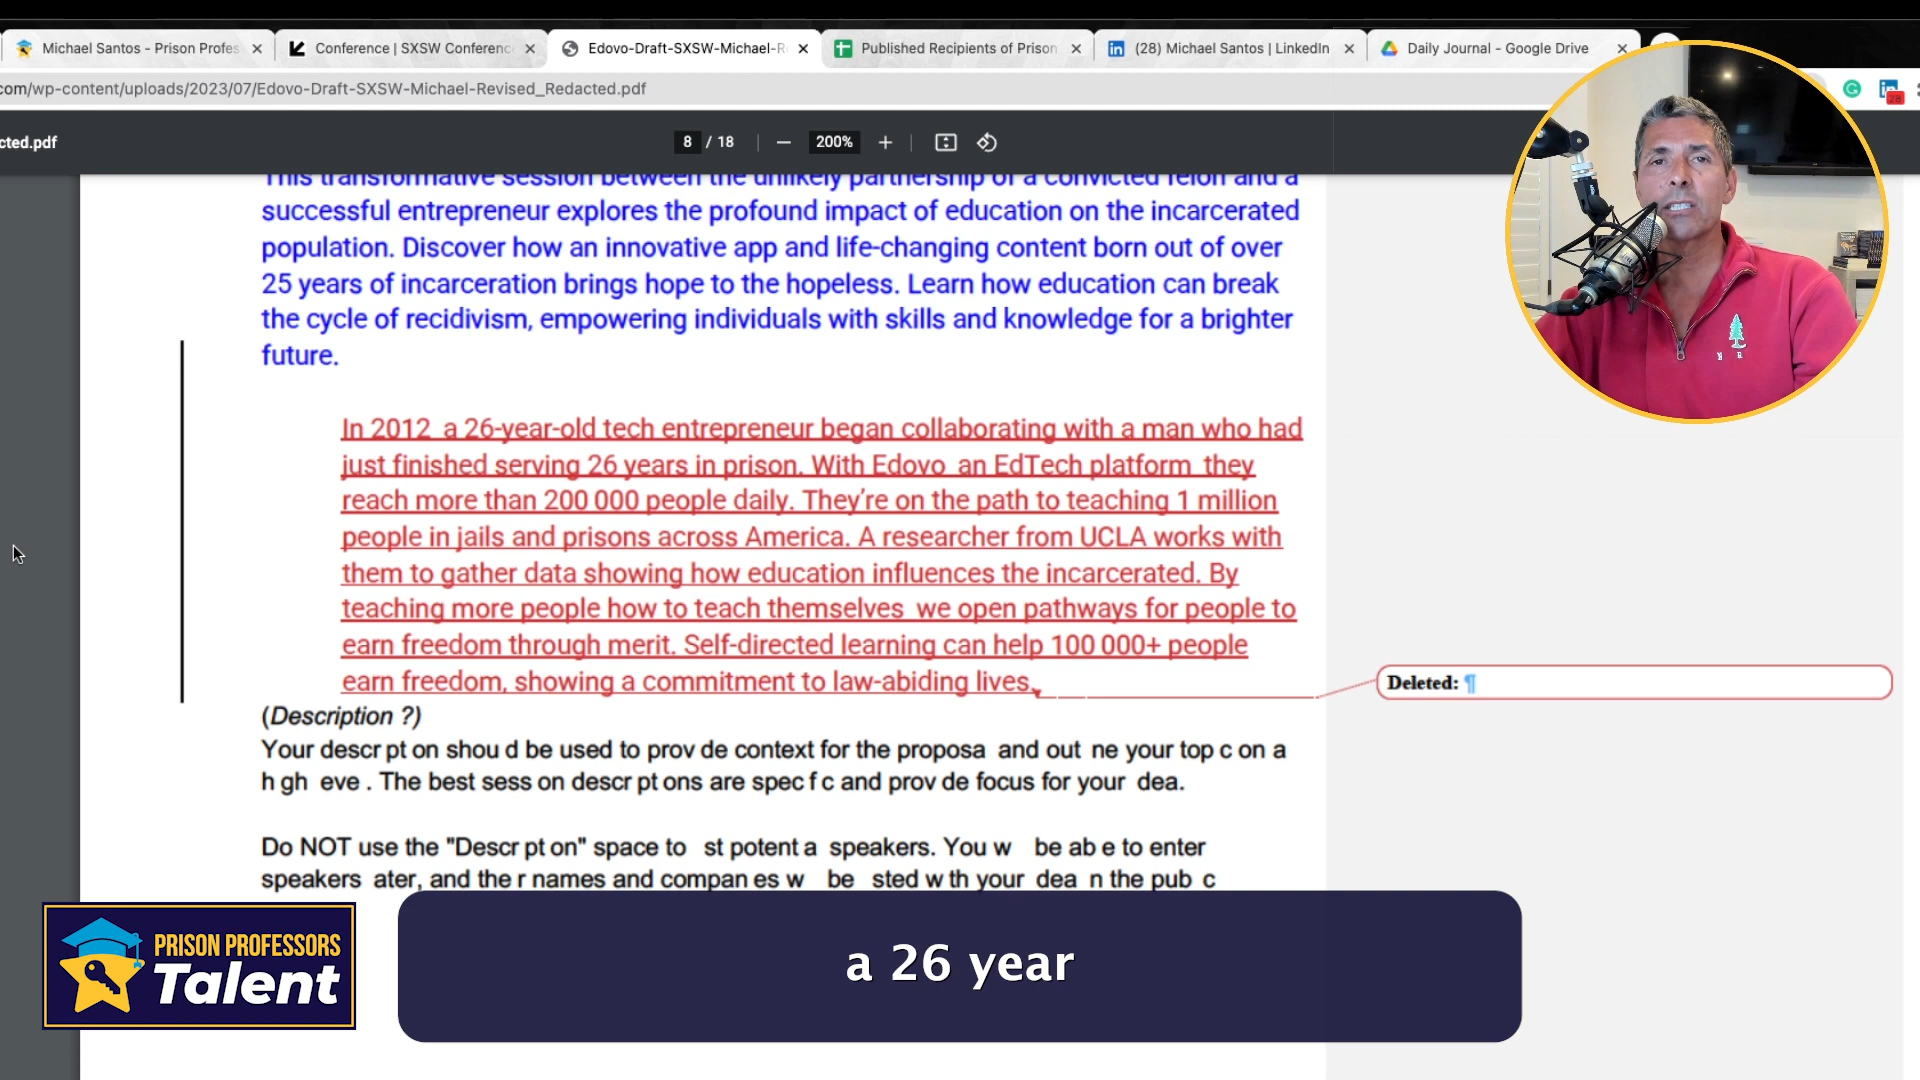 Michael Santos - Prison Profes
Conference | SXSW Conferenc
Edovo-Draft-SXSW-Michael-R
Published Recipients of Prison
(28) Michael Santos | LinkedIn
Daily Journal - Google Drive
com/wp-content/uploads/2023/07/Edovo-Draft-SXSW-Michael-Revised_Redacted.pdf
28
cted.pdf
8 / 18
200%
This transformative session between the unlikely partnership of a convicted felon and a
successful entrepreneur explores the profound impact of education on the incarcerated
population. Discover how an innovative app and life-changing content born out of over
25 years of incarceration brings hope to the hopeless. Learn how education can break
the cycle of recidivism, empowering individuals with skills and knowledge for a brighter
future.
In 2012 a 26-year-old tech entrepreneur began collaborating with a man who had
just finished serving 26 years in prison. With Edovo an EdTech platform they
reach more than 200 000 people daily. They're on the path to teaching 1 million
people in jails and prisons across America. A researcher from UCLA works with
them to gather data showing how education influences the incarcerated. By
teaching more people how to teach themselves we open pathways for people to
earn freedom through merit. Self-directed learning can help 100 000+ people
earn freedom, showing a commitment to law-abiding lives.
Deleted: ¶
(Description ?)
Your descr pt on shou d be used to prov de context for the proposa and out ne your top c on a
h gh eve . The best sess on descr pt ons are spec f c and prov de focus for your dea.
Do NOT use the "Descr pt on" space to st potent a speakers. You w be ab e to enter
speakers ater, and the r names and compan es w be sted w th your dea n the pub c
PRISON PROFESSORS
Talent
a 26 year